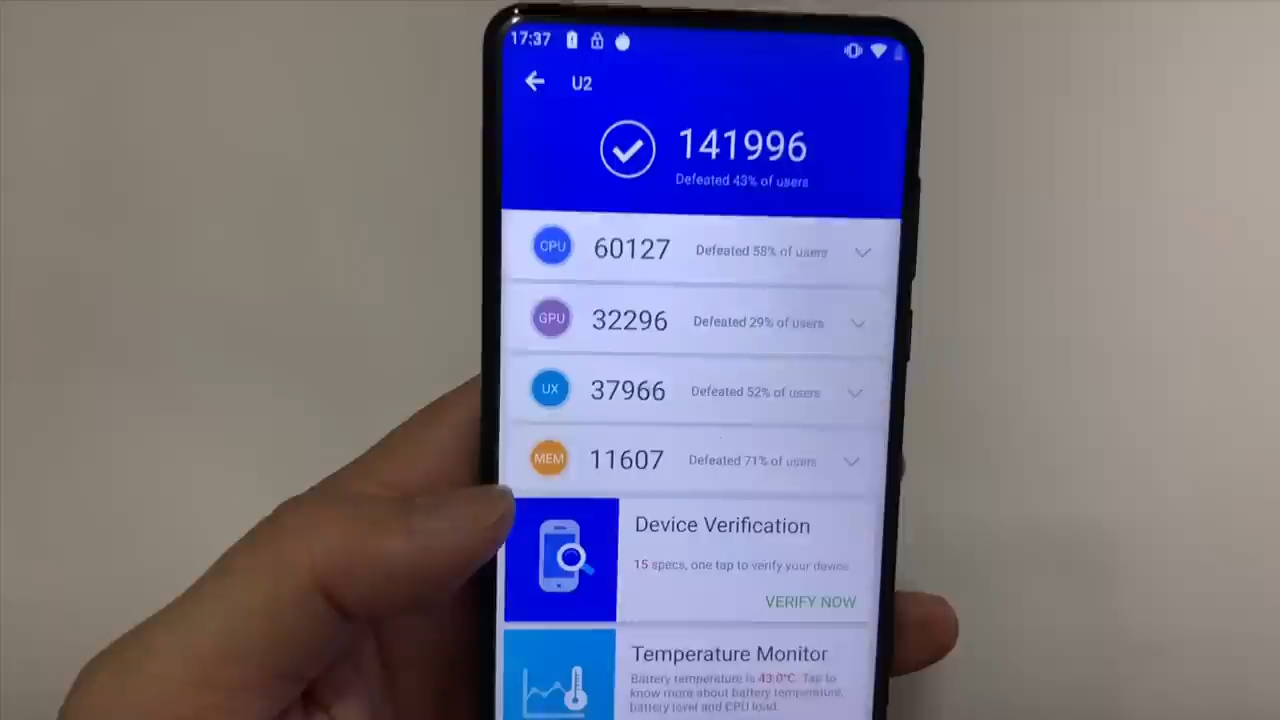 17:37
U2
141996
Defeated 43% of users
CPU 60127 Defeated 58% of users
GPU 32296 Defeated 29% of users
UX 37966 Defeated 52% of users
MEM 11607 Defeated 71% of users
Device Verification
15 specs, one tap to verify your device
VERIFY NOW
Temperature Monitor
Battery temperature is 43.0°C. Tap to
know more about battery temperature,
battery level and CPU load.